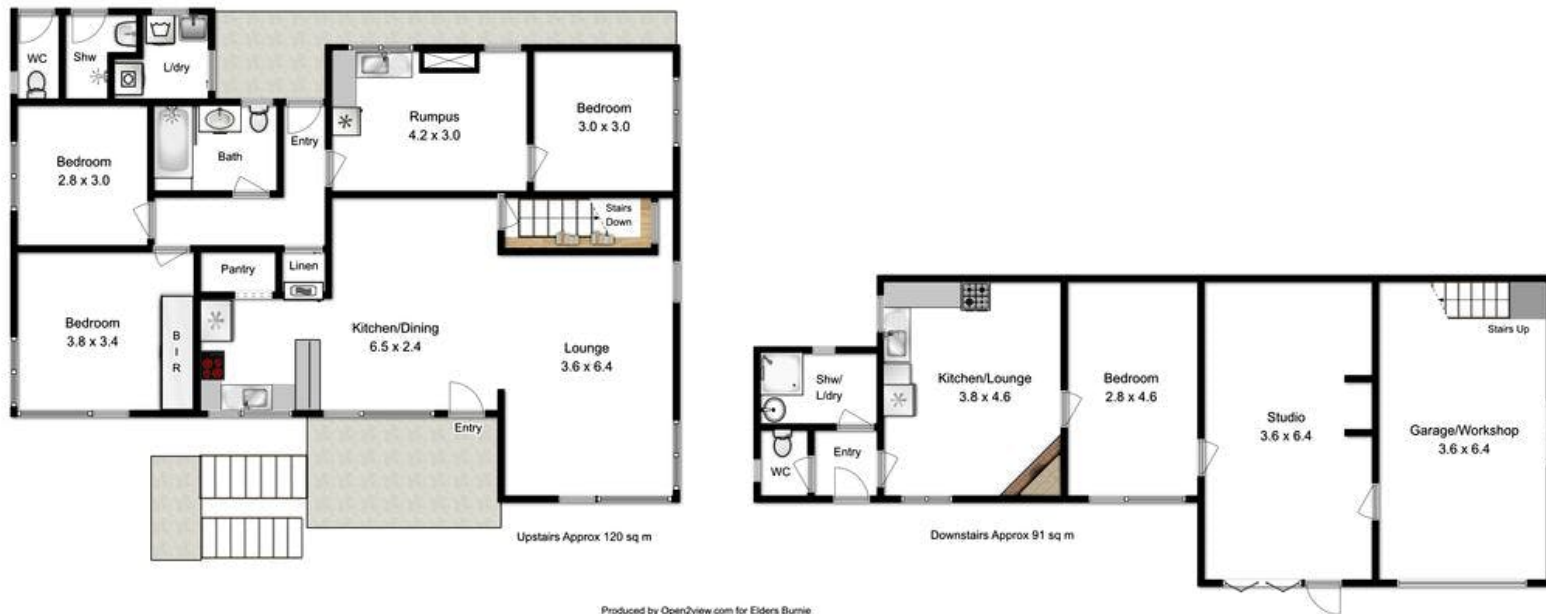 WC
Shw
L/dry
Bedroom
2.8 x 3.0
Bath
Entry
Rumpus
4.2 x 3.0
Bedroom
3.0 x 3.0
Stairs
Down
Pantry
Linen
Bedroom
3.8 x 3.4
B
I
R
Kitchen/Dining
6.5 x 2.4
Lounge
3.6 x 6.4
Entry
Upstairs Approx 120 sq m
Shw/
L/dry
WC
Entry
Kitchen/Lounge
3.8 x 4.6
Bedroom
2.8 x 4.6
Studio
3.6 x 6.4
Stairs Up
Garage/Workshop
3.6 x 6.4
Downstairs Approx 91 sq m
Produced by Open2view.com for Elders Burnie